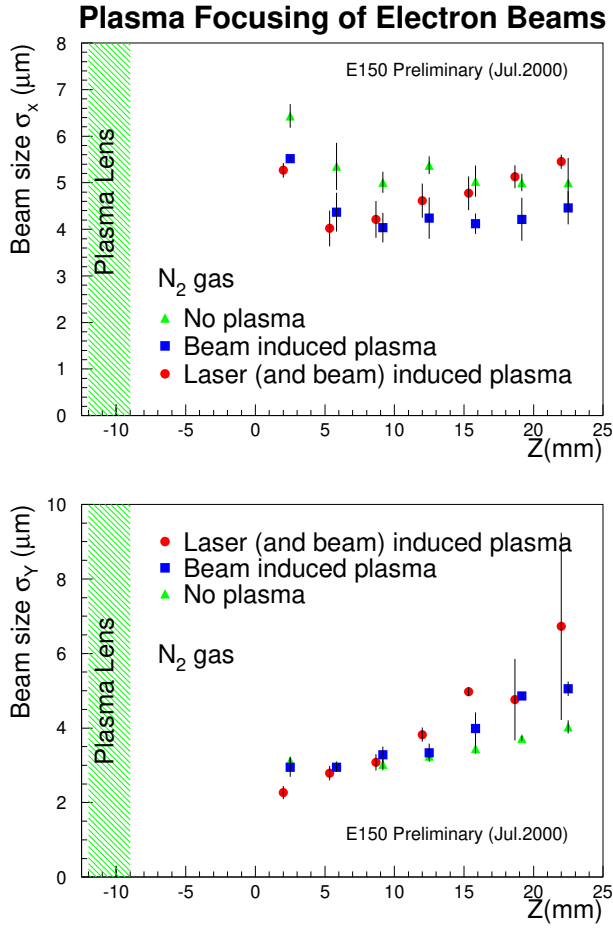 Plasma Focusing of Electron Beams
Beam size σx (μm)
8
7
6
5
4
3
2
1
0
E150 Preliminary (Jul.2000)
Plasma Lens
N2 gas
No plasma
Beam induced plasma
Laser (and beam) induced plasma
-10 -5 0 5 10 15 20 25
Z(mm)
Beam size σY (μm)
10
8
6
4
2
0
Laser (and beam) induced plasma
Beam induced plasma
No plasma
Plasma Lens
N2 gas
E150 Preliminary (Jul.2000)
-10 -5 0 5 10 15 20 25
Z(mm)